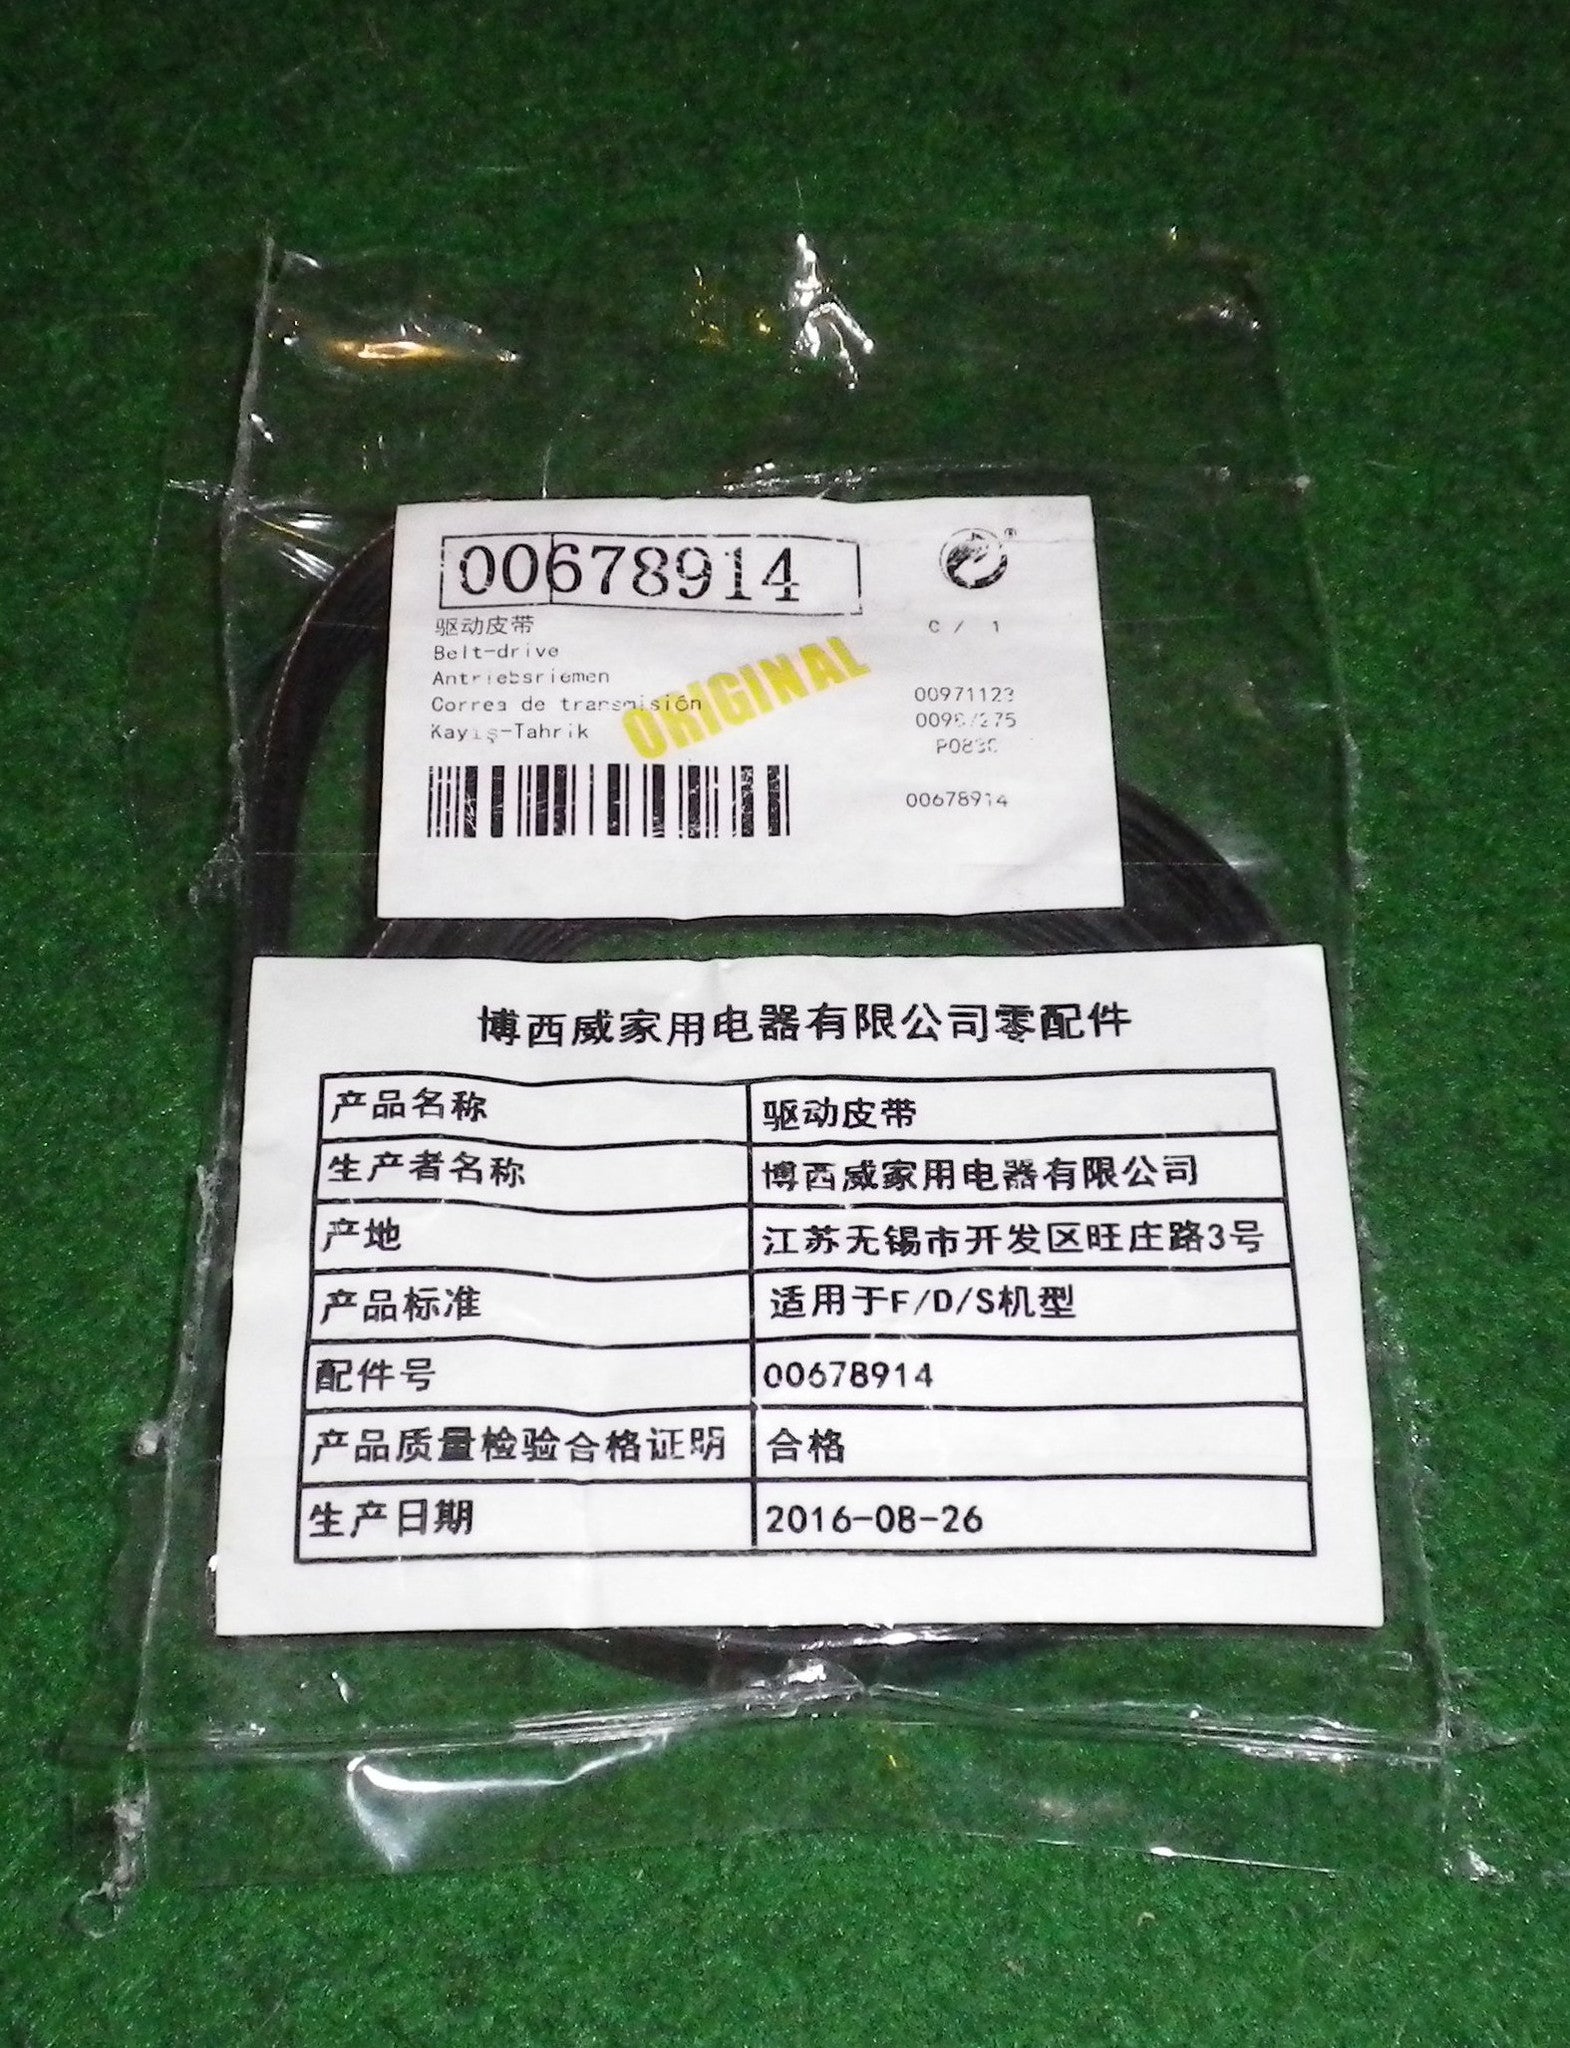 00678914
®
驱动皮带
C / 1
Belt-drive
Antriebsriemen
Correa de transmisión
Kayış-Tahrik
ORIGINAL
00971123
00678914
博西威家用电器有限公司零配件
产品名称 驱动皮带
生产者名称 博西威家用电器有限公司
产地 江苏无锡市开发区旺庄路3号
产品标准 适用于F/D/S机型
配件号 00678914
产品质量检验合格证明 合格
生产日期 2016-08-26